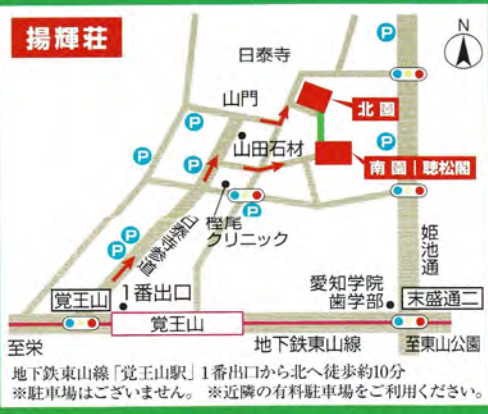 揚輝荘
N
日泰寺
P
山門
北園
P
P
山田石材
P
南園|聴松閣
樫尾
クリニック
P
姫池通
日泰寺参道
P
P
1番出口
愛知学院
歯学部
覚王山
末盛通二
覚王山
至栄
地下鉄東山線
至東山公園
地下鉄東山線「覚王山駅」1番出口から北へ徒歩約10分
※駐車場はございません。 ※近隣の有料駐車場をご利用ください。